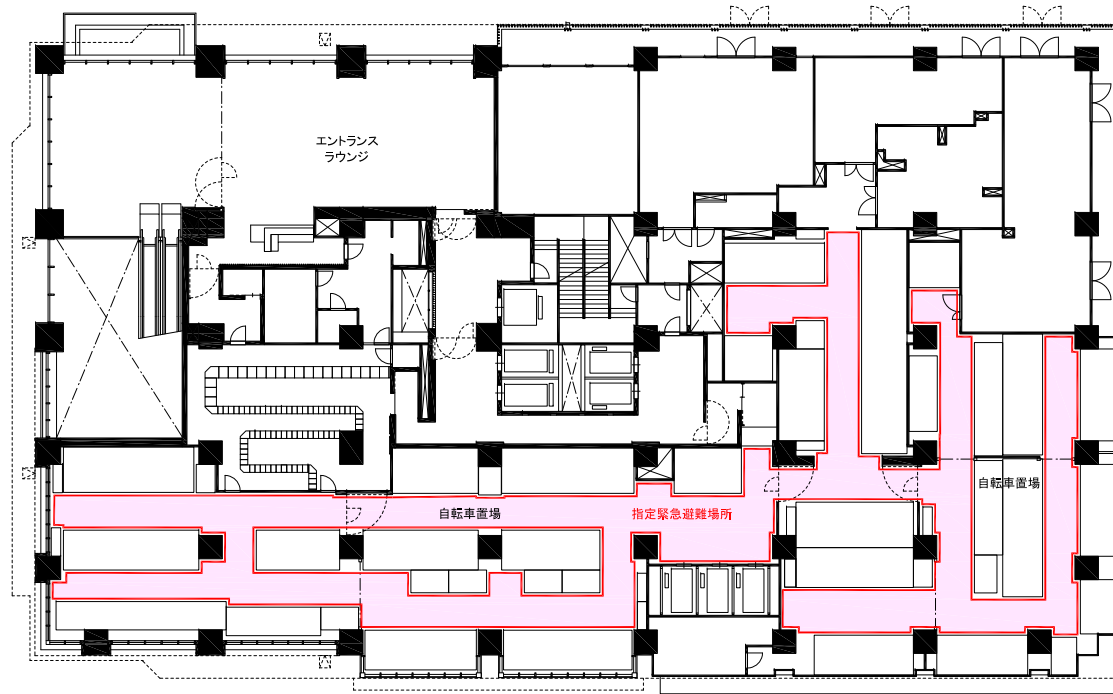 エントランス
ラウンジ
自転車置場
自転車置場
指定緊急避難場所